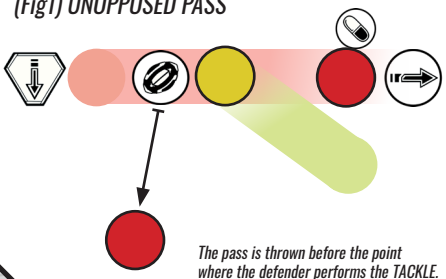 (Fig1) UNOPPOSED PASS
The pass is thrown before the point
where the defender performs the TACKLE.